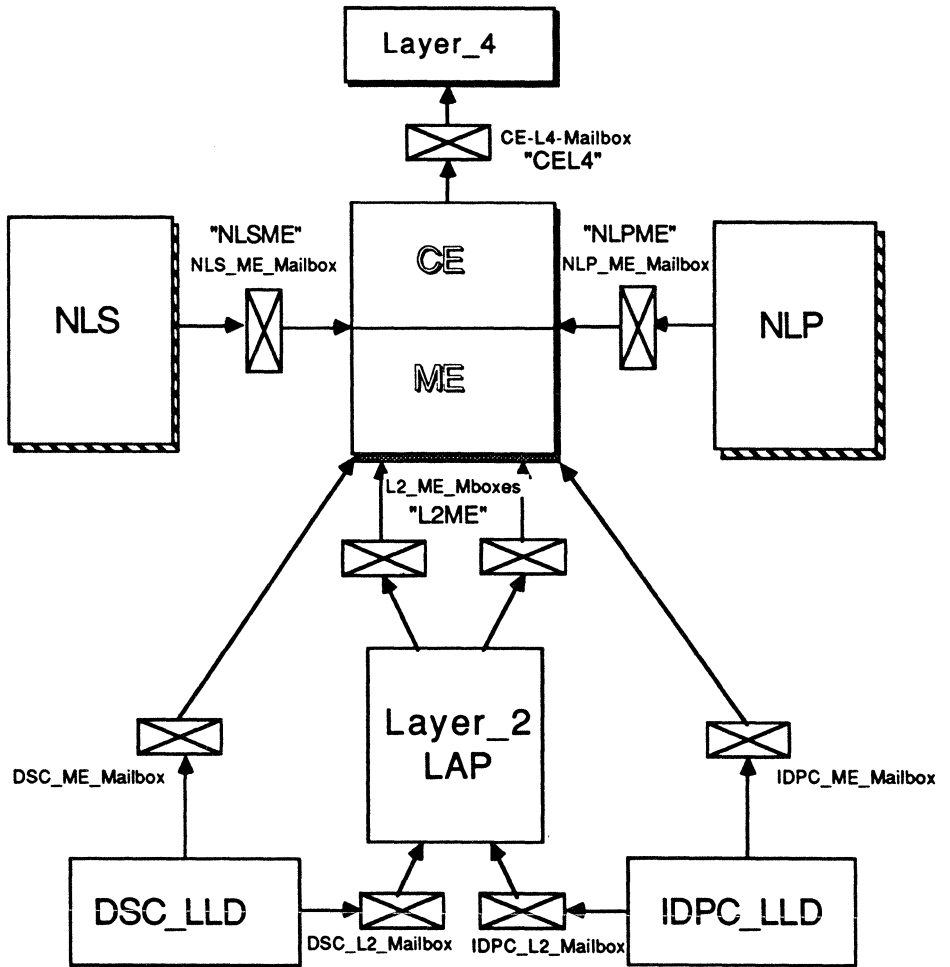 Layer_4
CE-L4-Mailbox
"CEL4"
"NLSME"
NLS_ME_Mailbox
"NLPME"
NLP_ME_Mailbox
CE
NLS
NLP
ME
L2_ME_Mboxes
"L2ME"
Layer_2
LAP
DSC_ME_Mailbox
IDPC_ME_Mailbox
DSC_LLD
IDPC_LLD
DSC_L2_Mailbox
IDPC_L2_Mailbox